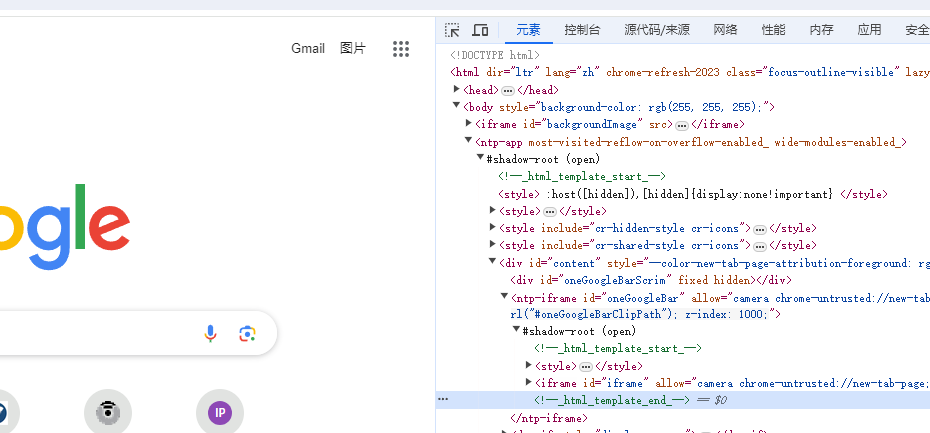 Gmail 图片
ogle
IP
元素 控制台 源代码/来源 网络 性能 内存 应用 安全
<!DOCTYPE html>
<html dir="ltr" lang="zh" chrome-refresh-2023 class="focus-outline-visible" lazy
<head>…</head>
<body style="background-color: rgb(255, 255, 255);">
<iframe id="backgroundImage" src>…</iframe>
<ntp-app most-visited-reflow-on-overflow-enabled_ wide-modules-enabled_>
#shadow-root (open)
<!--_html_template_start_-->
<style> :host([hidden]),[hidden]{display:none!important} </style>
<style>…</style>
<style include="cr-hidden-style cr-icons">…</style>
<style include="cr-shared-style cr-icons">…</style>
<div id="content" style="--color-new-tab-page-attribution-foreground: rg
<div id="oneGoogleBarScrim" fixed hidden></div>
<ntp-iframe id="oneGoogleBar" allow="camera chrome-untrusted://new-tab
rl("#oneGoogleBarClipPath"); z-index: 1000;">
#shadow-root (open)
<!--_html_template_start_-->
<style>…</style>
<iframe id="iframe" allow="camera chrome-untrusted://new-tab-page;
<!--_html_template_end_--> == $0
</ntp-iframe>